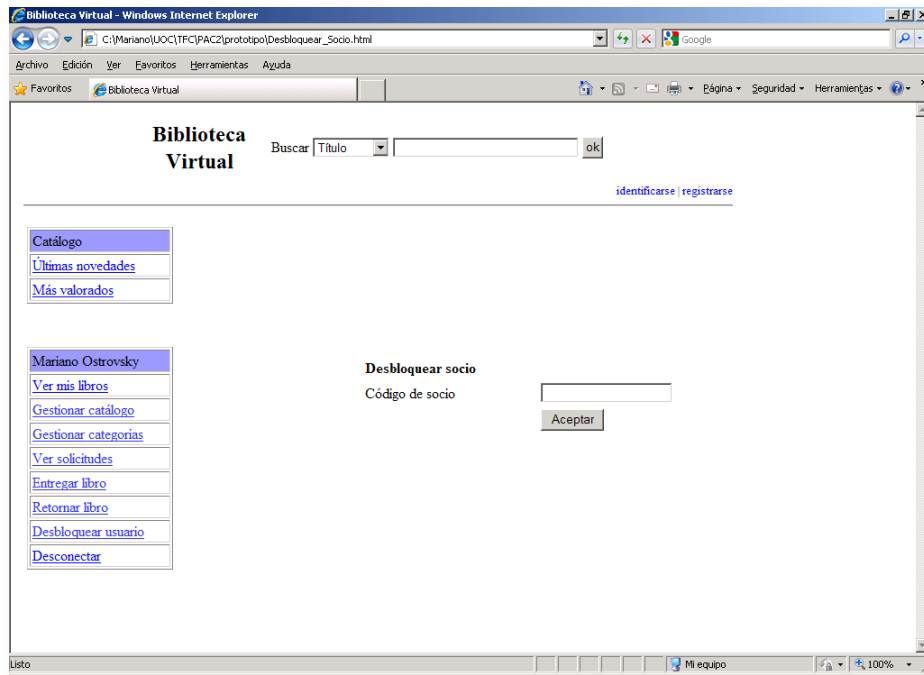 Biblioteca Virtual - Windows Internet Explorer
C:\Mariano\UOC\TFC\PAC2\prototipo\Desbloquear_Socio.html
Google
Archivo Edición Ver Favoritos Herramientas Ayuda
Favoritos Biblioteca Virtual Página Seguridad Herramientas
Biblioteca
Virtual
Buscar Título ok
identificarse | registrarse
Catálogo
Últimas novedades
Más valorados
Mariano Ostrovsky
Ver mis libros
Gestionar catálogo
Gestionar categorias
Ver solicitudes
Entregar libro
Retornar libro
Desbloquear usuario
Desconectar
Desbloquear socio
Código de socio
Aceptar
Listo Mi equipo 100%